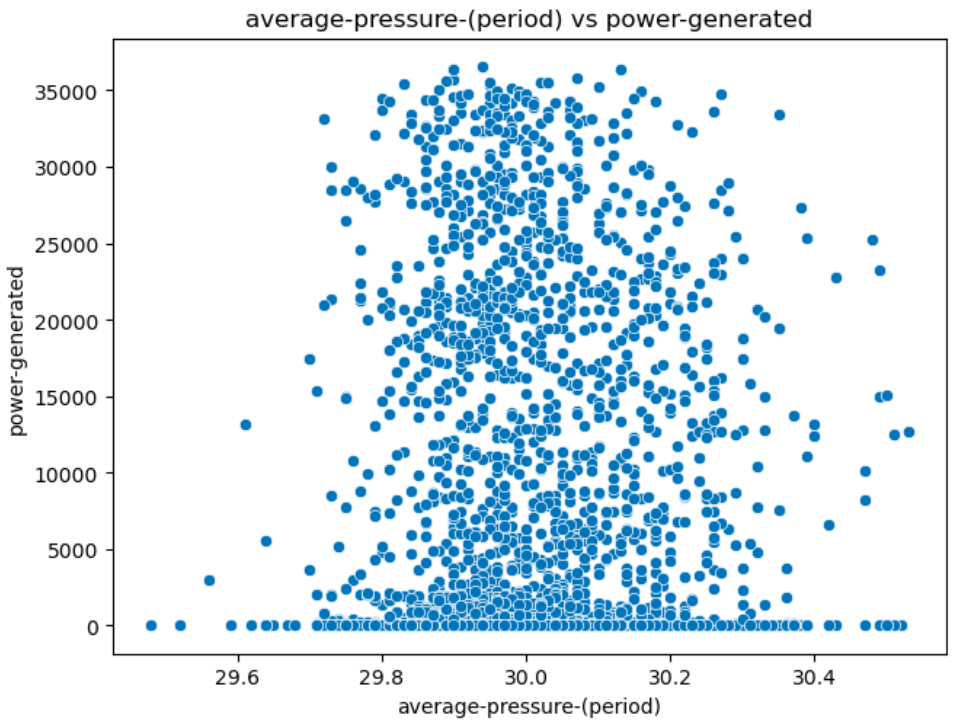 average-pressure-(period) vs power-generated
power-generated
35000
30000
25000
20000
15000
10000
5000
0
29.6 29.8 30.0 30.2 30.4
average-pressure-(period)